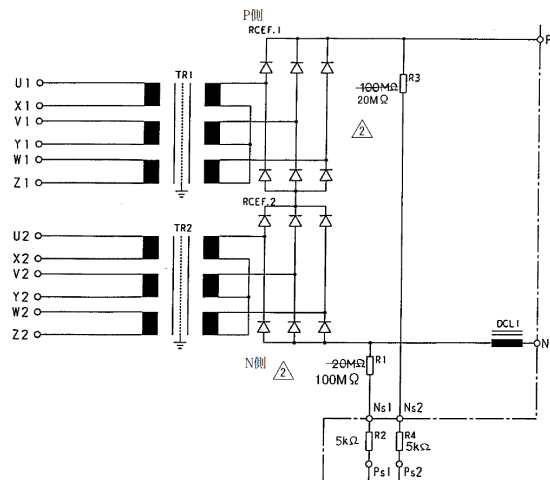 P側
RCEF.1
P
TR1
U1
X1
V1
Y1
W1
Z1
100MΩ
R3
20MΩ
2
RCEF.2
TR2
U2
X2
V2
Y2
W2
Z2
DCL1
N
N側
2
20MΩ
R1
100MΩ
Ns1
Ns2
5kΩ
R2
R4
5kΩ
Ps1
Ps2